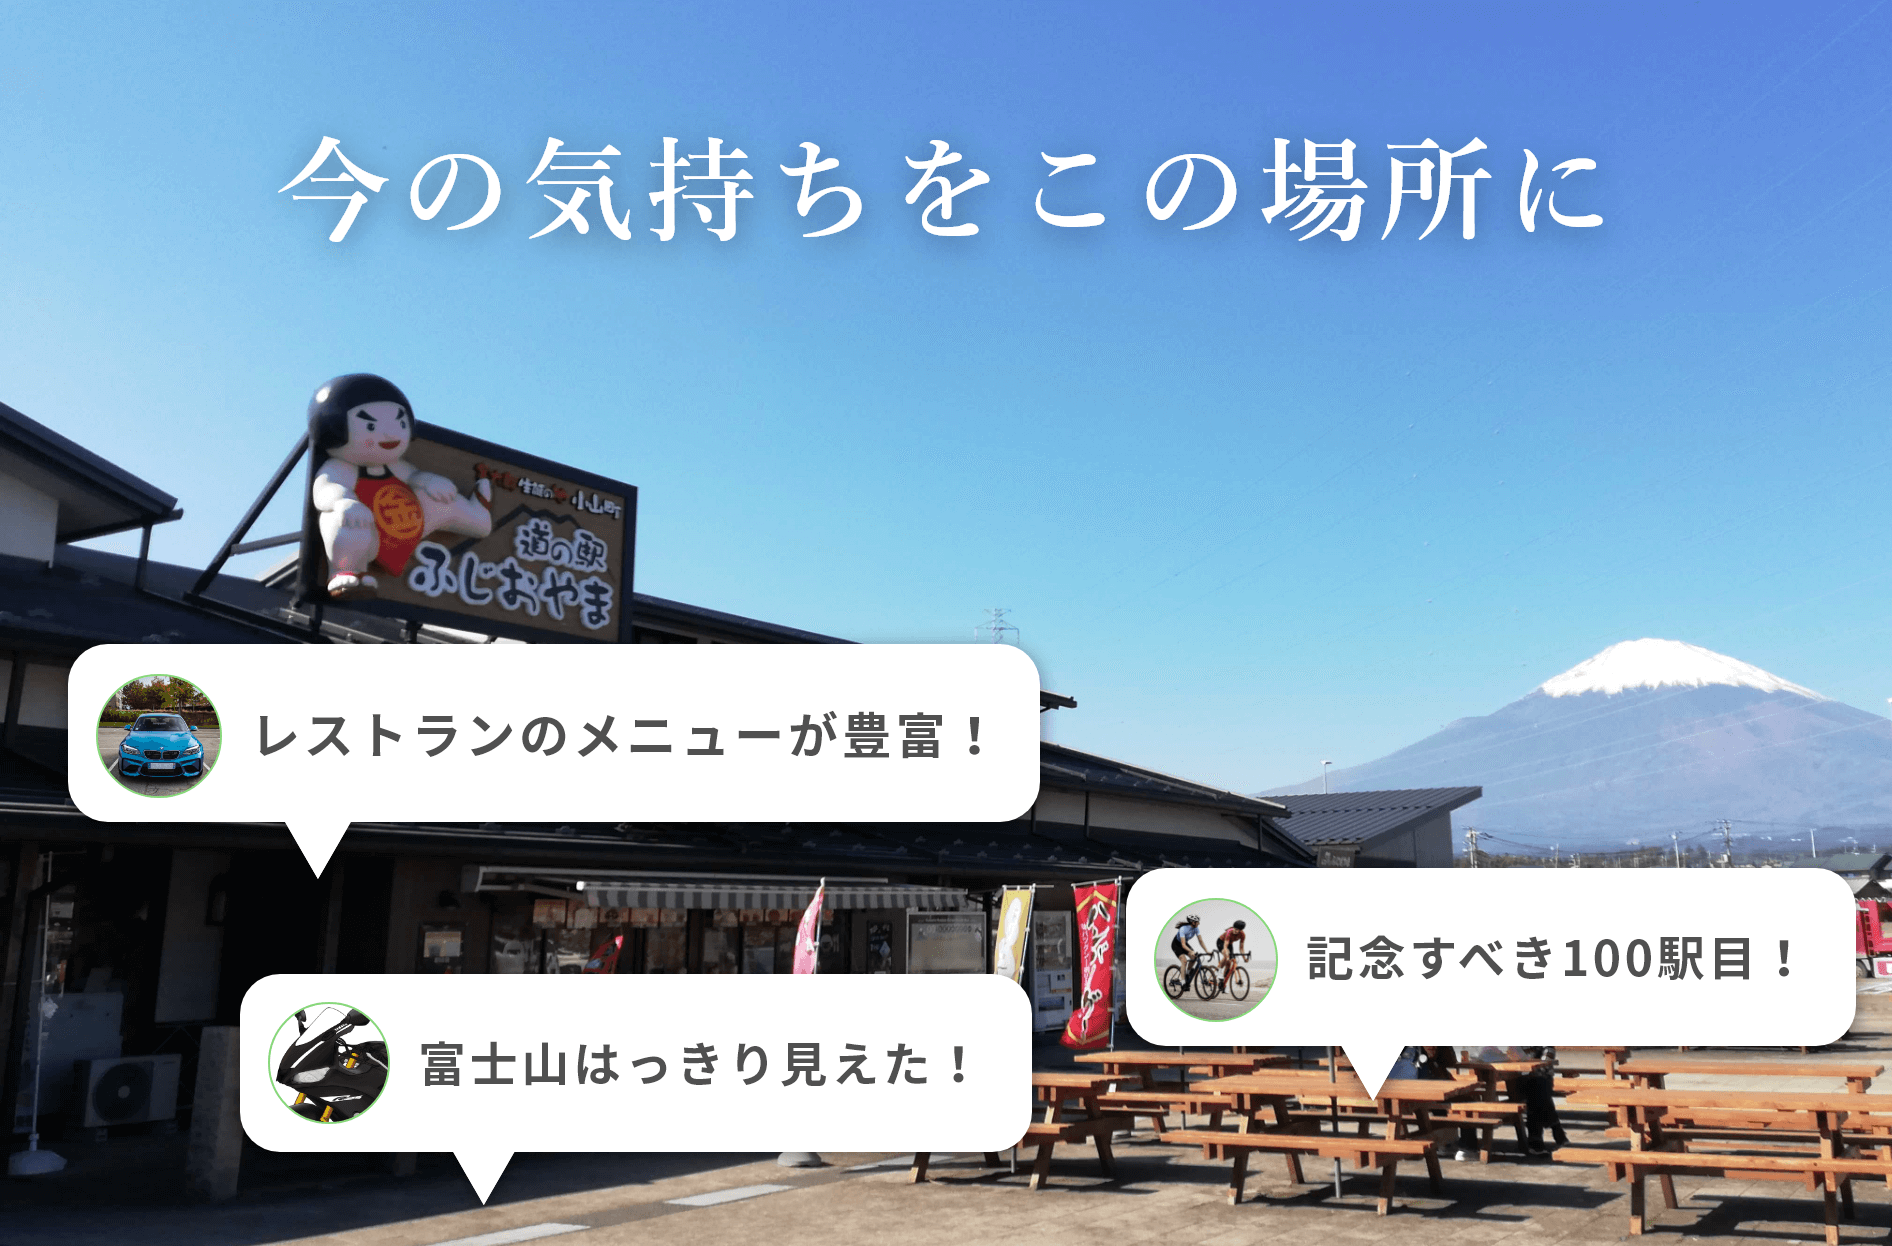 今の気持ちをこの場所に
生誕の
小山町
道の駅
ふじおやま
金
レストランのメニューが豊富！
記念すべき100駅目！
富士山はっきり見えた！